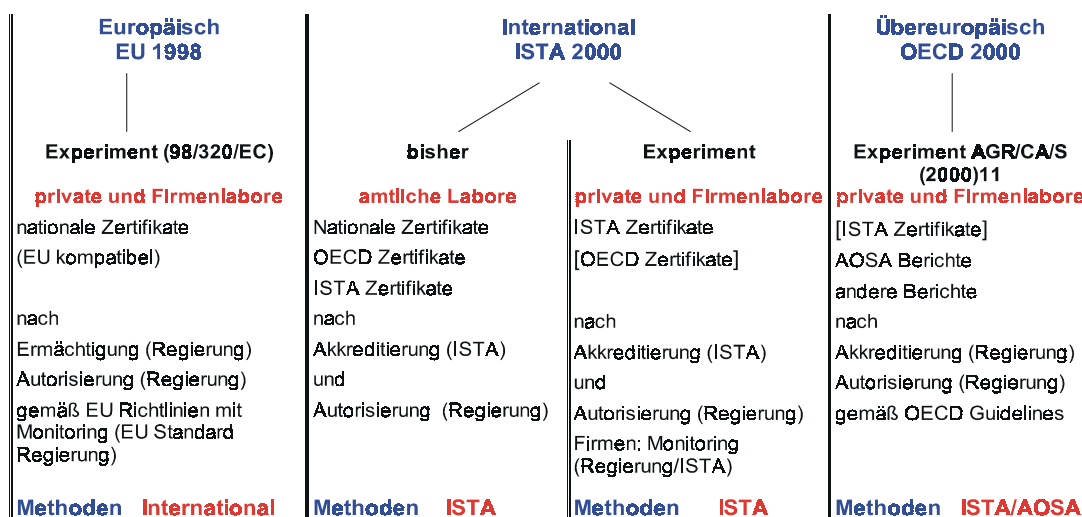 Europäisch
EU 1998
Experiment (98/320/EC)
private und Firmenlabore
nationale Zertifikate
(EU kompatibel)
nach
Ermächtigung (Regierung)
Autorisierung (Regierung)
gemäß EU Richtlinien mit
Monitoring (EU Standard
Regierung)
Methoden International
International
ISTA 2000
bisher
amtliche Labore
Nationale Zertifikate
OECD Zertifikate
ISTA Zertifikate
nach
Akkreditierung (ISTA)
und
Autorisierung (Regierung)
Methoden ISTA
Experiment
private und Firmenlabore
ISTA Zertifikate
[OECD Zertifikate]
nach
Akkreditierung (ISTA)
und
Autorisierung (Regierung)
Firmen: Monitoring
(Regierung/ISTA)
Methoden ISTA
Übereuropäisch
OECD 2000
Experiment AGR/CA/S
(2000)11
private und Firmenlabore
[ISTA Zertifikate]
AOSA Berichte
andere Berichte
nach
Akkreditierung (Regierung)
Autorisierung (Regierung)
gemäß OECD Guidelines
Methoden ISTA/AOSA